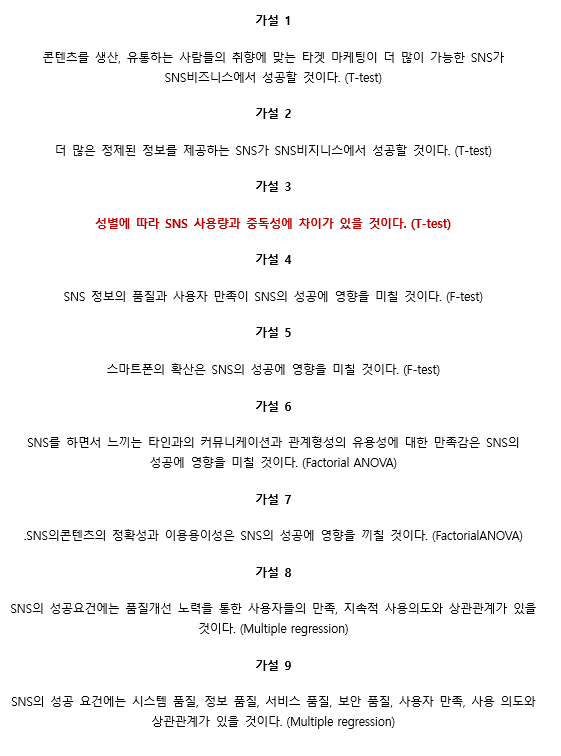 가설 1
콘텐츠를 생산, 유통하는 사람들의 취향에 맞는 타겟 마케팅이 더 많이 가능한 SNS가
SNS비즈니스에서 성공할 것이다. (T-test)
가설 2
더 많은 정제된 정보를 제공하는 SNS가 SNS비지니스에서 성공할 것이다. (T-test)
가설 3
성별에 따라 SNS 사용량과 중독성에 차이가 있을 것이다. (T-test)
가설 4
SNS 정보의 품질과 사용자 만족이 SNS의 성공에 영향을 미칠 것이다. (F-test)
가설 5
스마트폰의 확산은 SNS의 성공에 영향을 미칠 것이다. (F-test)
가설 6
SNS를 하면서 느끼는 타인과의 커뮤니케이션과 관계형성의 유용성에 대한 만족감은 SNS의
성공에 영향을 미칠 것이다. (Factorial ANOVA)
가설 7
.SNS의콘텐츠의 정확성과 이용용이성은 SNS의 성공에 영향을 끼칠 것이다. (FactorialANOVA)
가설 8
SNS의 성공요건에는 품질개선 노력을 통한 사용자들의 만족, 지속적 사용의도와 상관관계가 있을
것이다. (Multiple regression)
가설 9
SNS의 성공 요건에는 시스템 품질, 정보 품질, 서비스 품질, 보안 품질, 사용자 만족, 사용 의도와
상관관계가 있을 것이다. (Multiple regression)